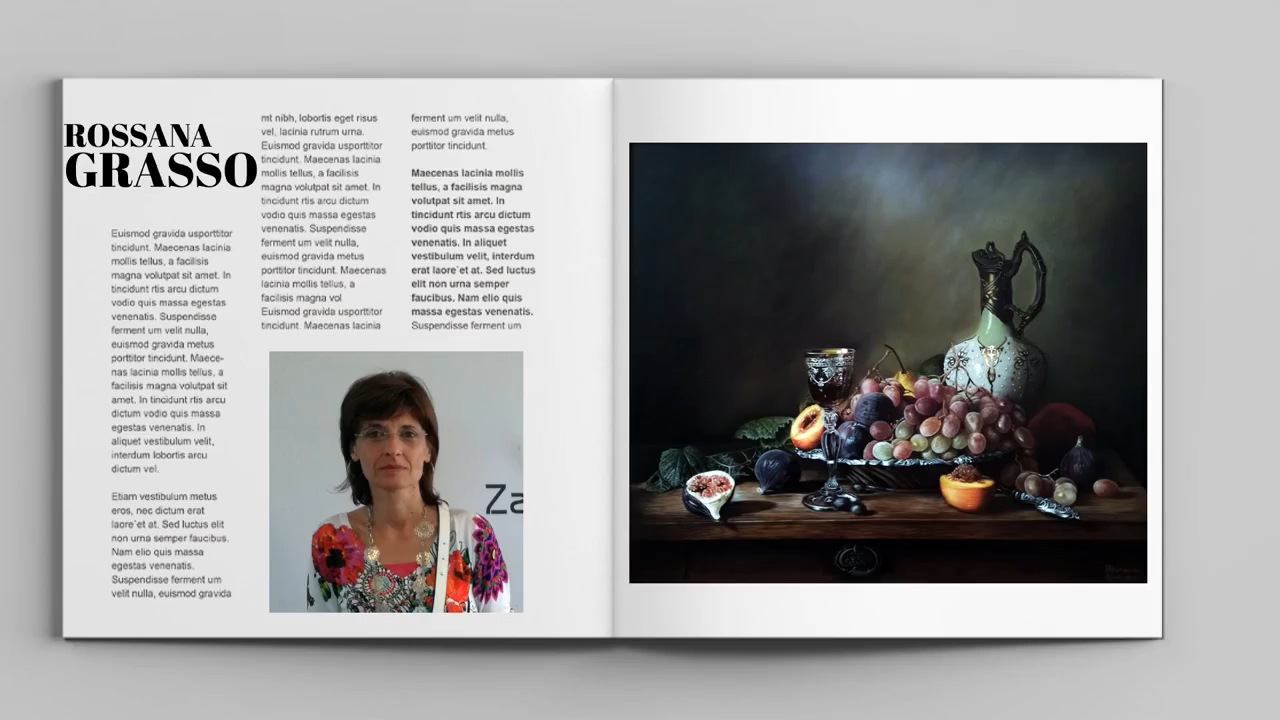 ROSSANA
GRASSO
Euismod gravida usporttitor
tincidunt. Maecenas lacinia
mollis tellus, a facilisis
magna volutpat sit amet. In
tincidunt rtis arcu dictum
vodio quis massa egestas
venenatis. Suspendisse
ferment um velit nulla,
euismod gravida metus
porttitor tincidunt. Maece-
nas lacinia mollis tellus, a
facilisis magna volutpat sit
amet. In tincidunt rtis arcu
dictum vodio quis massa
egestas venenatis. In
aliquet vestibulum velit,
interdum lobortis arcu
dictum vel.
Etiam vestibulum metus
eros, nec dictum erat
laore`et at. Sed luctus elit
non urna semper faucibus.
Nam elio quis massa
egestas venenatis.
Suspendisse ferment um
velit nulla, euismod gravida
mt nibh, lobortis eget risus
vel, lacinia rutrum urna.
Euismod gravida usporttitor
tincidunt. Maecenas lacinia
mollis tellus, a facilisis
magna volutpat sit amet. In
tincidunt rtis arcu dictum
vodio quis massa egestas
venenatis. Suspendisse
ferment um velit nulla,
euismod gravida metus
porttitor tincidunt. Maecenas
lacinia mollis tellus, a
facilisis magna vol
Euismod gravida usporttitor
tincidunt. Maecenas lacinia
ferment um velit nulla,
euismod gravida metus
porttitor tincidunt.
Maecenas lacinia mollis
tellus, a facilisis magna
volutpat sit amet. In
tincidunt rtis arcu dictum
vodio quis massa egestas
venenatis. In aliquet
vestibulum velit, interdum
erat laore`et at. Sed luctus
elit non urna semper
faucibus. Nam elio quis
massa egestas venenatis.
Suspendisse ferment um
Za